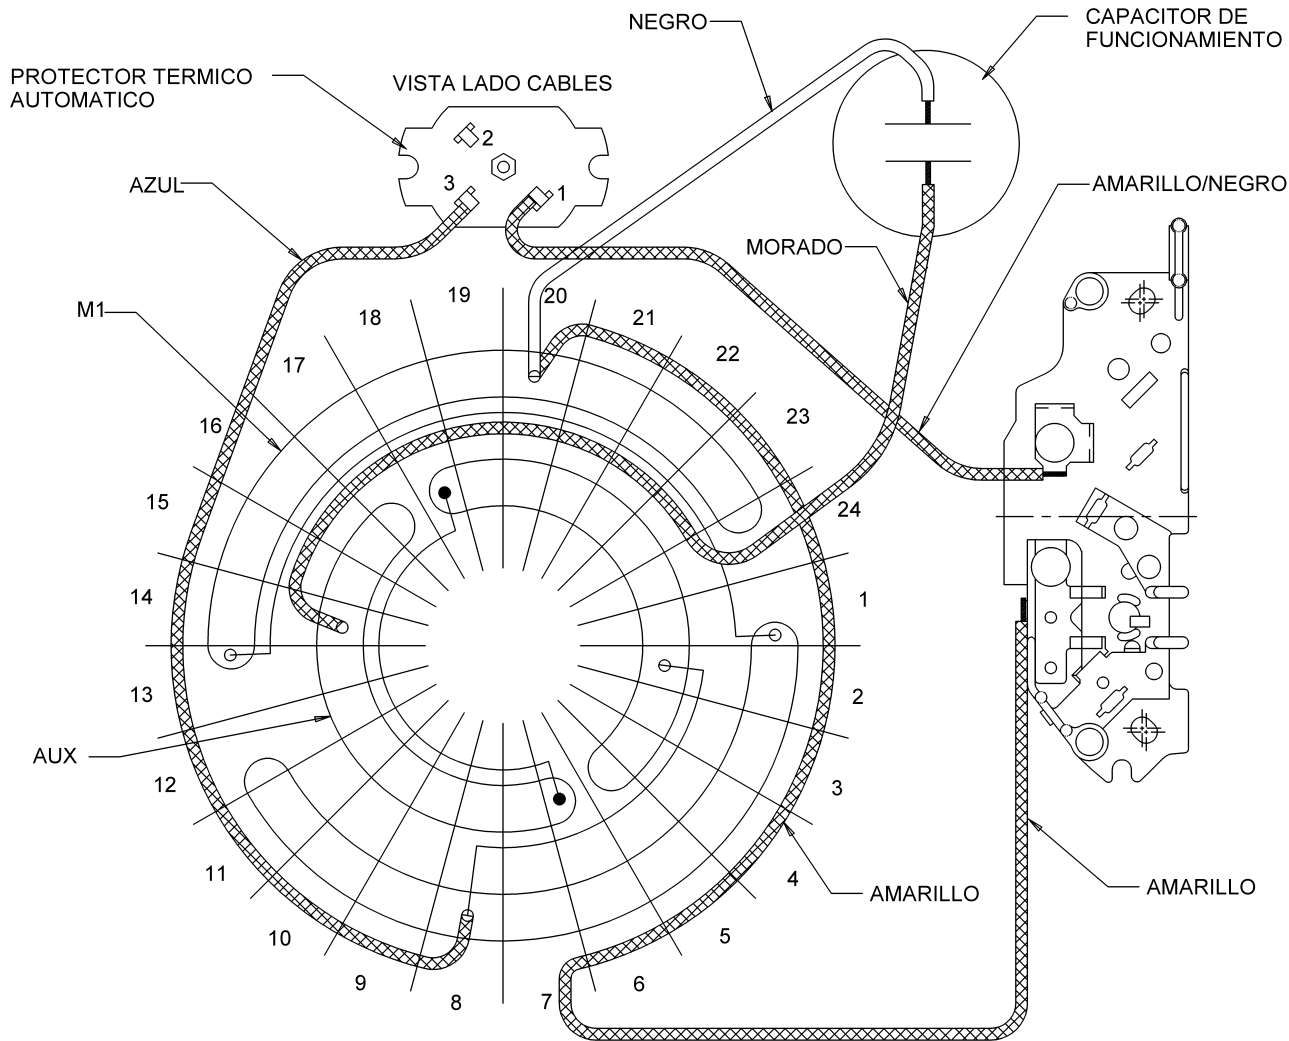 NEGRO
CAPACITOR DE
FUNCIONAMIENTO
PROTECTOR TERMICO
AUTOMATICO
VISTA LADO CABLES
2
3
1
AZUL
AMARILLO/NEGRO
MORADO
M1
19
20
18
21
17
22
16
23
15
24
14
1
13
2
AUX
12
3
11
4
AMARILLO
AMARILLO
10
5
9
6
8
7